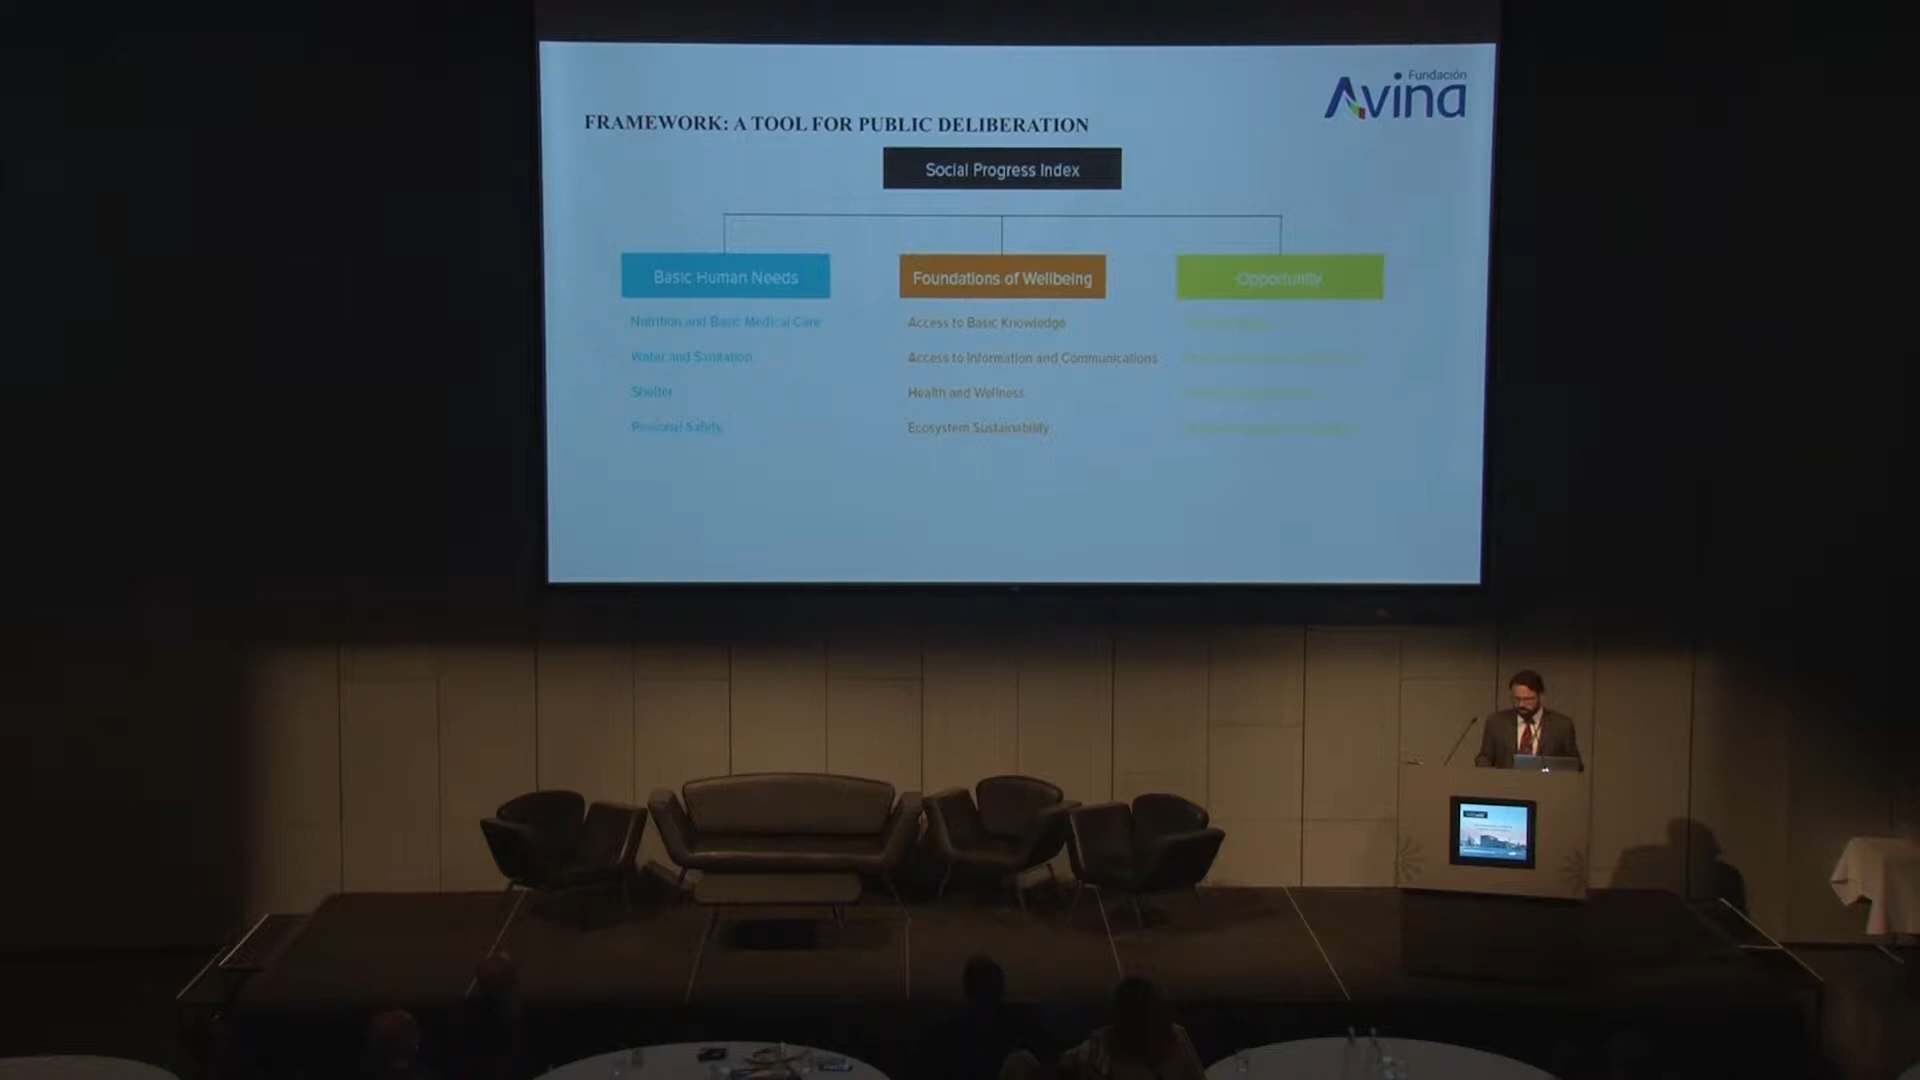 Fundación
Avina
FRAMEWORK: A TOOL FOR PUBLIC DELIBERATION
Social Progress Index
Basic Human Needs
Foundations of Wellbeing
Opportunity
Nutrition and Basic Medical Care
Access to Basic Knowledge
Water and Sanitation
Access to Information and Communications
Shelter
Health and Wellness
Personal Safety
Ecosystem Sustainability